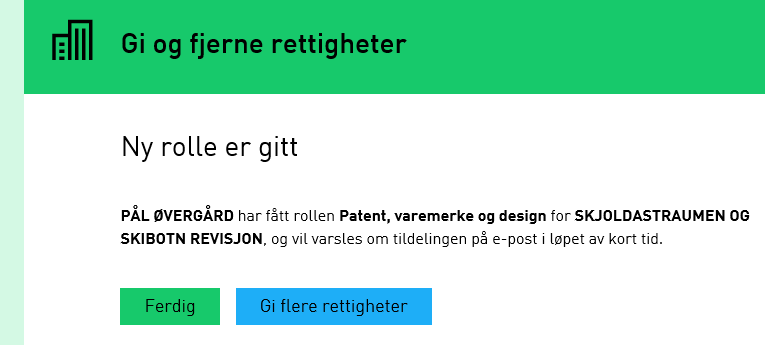 Gi og fjerne rettigheter
Ny rolle er gitt
PÅL ØVERGÅRD har fått rollen Patent, varemerke og design for SKJOLDASTRAUMEN OG
SKIBOTN REVISJON, og vil varsles om tildelingen på e-post i løpet av kort tid.
Ferdig
Gi flere rettigheter